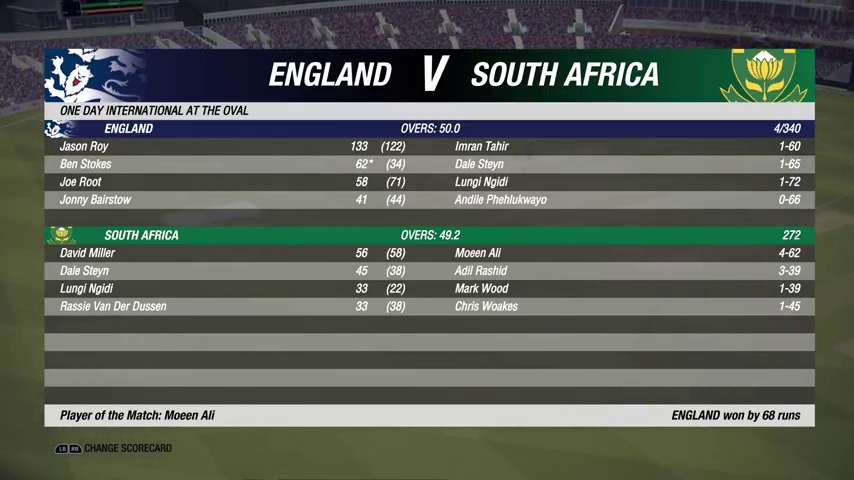 ENGLAND V SOUTH AFRICA
ONE DAY INTERNATIONAL AT THE OVAL
ENGLAND OVERS: 50.0 4/340
Jason Roy 133 (122) Imran Tahir 1-60
Ben Stokes 62* (34) Dale Steyn 1-65
Joe Root 58 (71) Lungi Ngidi 1-72
Jonny Bairstow 41 (44) Andile Phehlukwayo 0-66
SOUTH AFRICA OVERS: 49.2 272
David Miller 56 (58) Moeen Ali 4-62
Dale Steyn 45 (38) Adil Rashid 3-39
Lungi Ngidi 33 (22) Mark Wood 1-39
Rassie Van Der Dussen 33 (38) Chris Woakes 1-45
Player of the Match: Moeen Ali ENGLAND won by 68 runs
LB RB CHANGE SCORECARD